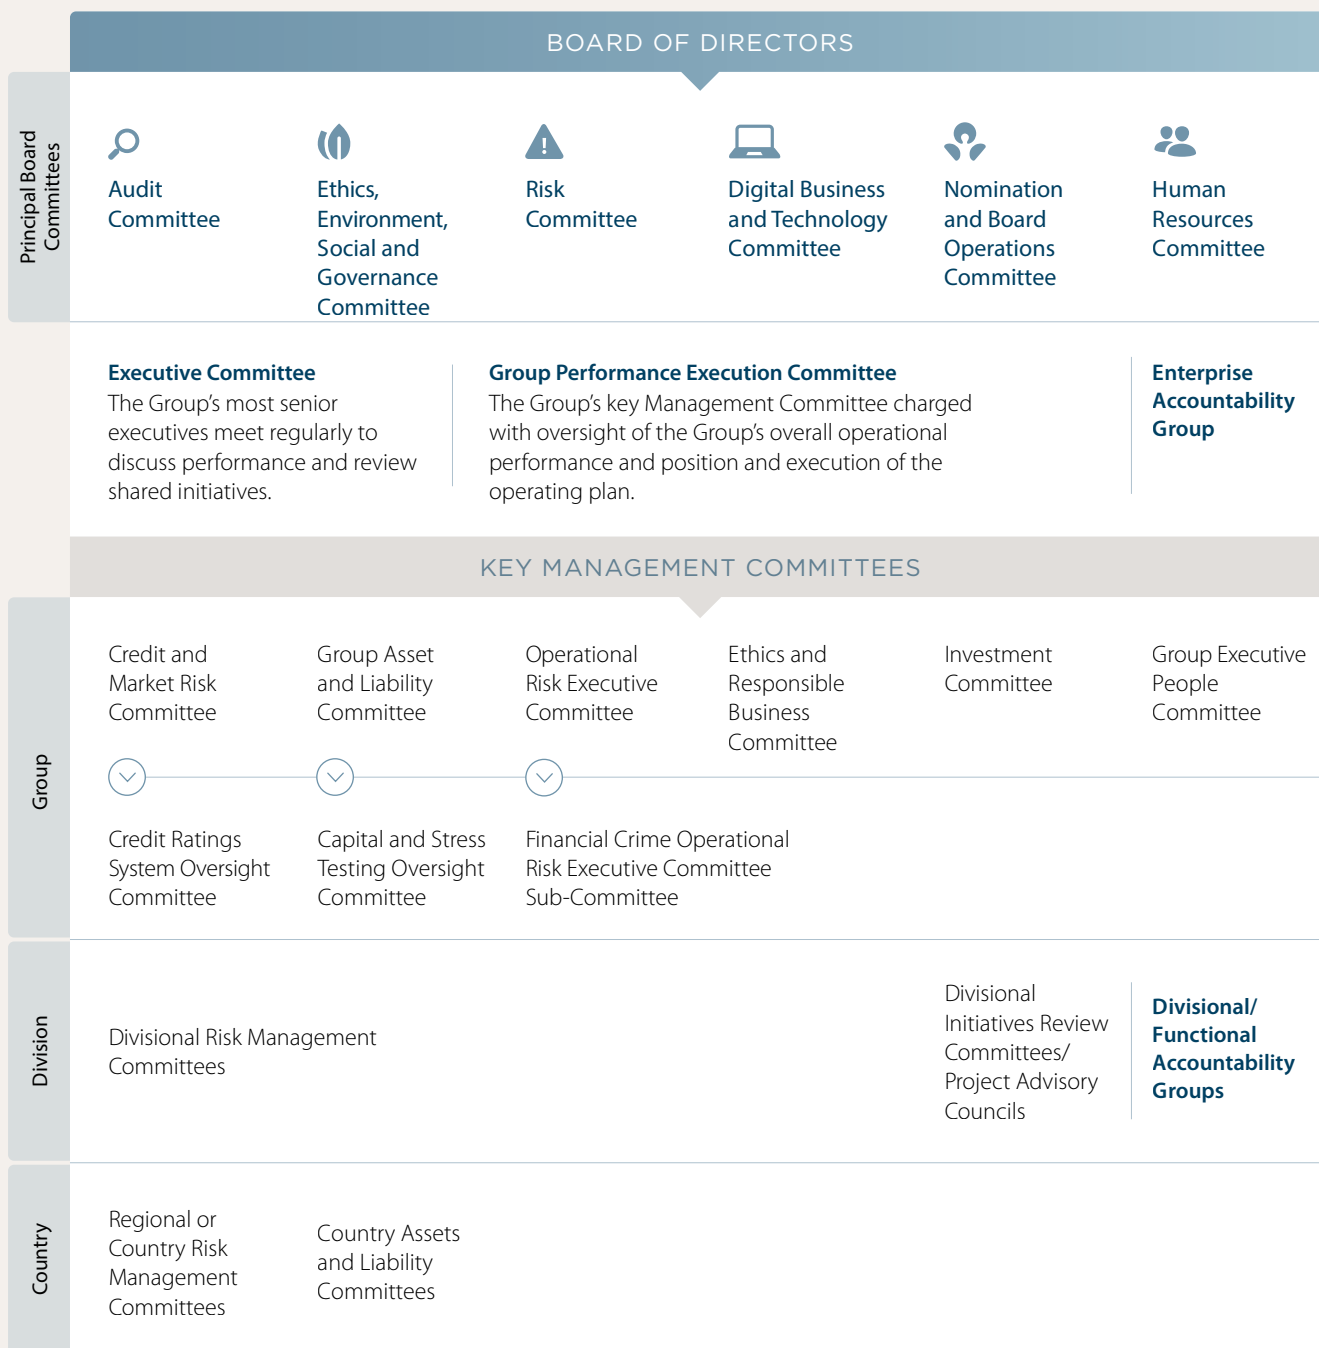 BOARD OF DIRECTORS
Principal Board
Committees
Audit
Committee
Ethics,
Environment,
Social and
Governance
Committee
Risk
Committee
Digital Business
and Technology
Committee
Nomination
and Board
Operations
Committee
Human
Resources
Committee
Executive Committee
The Group's most senior
executives meet regularly to
discuss performance and review
shared initiatives.
Group Performance Execution Committee
The Group's key Management Committee charged
with oversight of the Group's overall operational
performance and position and execution of the
operating plan.
Enterprise
Accountability
Group
KEY MANAGEMENT COMMITTEES
Group
Credit and
Market Risk
Committee
Group Asset
and Liability
Committee
Operational
Risk Executive
Committee
Ethics and
Responsible
Business
Committee
Investment
Committee
Group Executive
People
Committee
Credit Ratings
System Oversight
Committee
Capital and Stress
Testing Oversight
Committee
Financial Crime Operational
Risk Executive Committee
Sub-Committee
Division
Divisional Risk Management
Committees
Divisional
Initiatives Review
Committees/
Project Advisory
Councils
Divisional/
Functional
Accountability
Groups
Country
Regional or
Country Risk
Management
Committees
Country Assets
and Liability
Committees